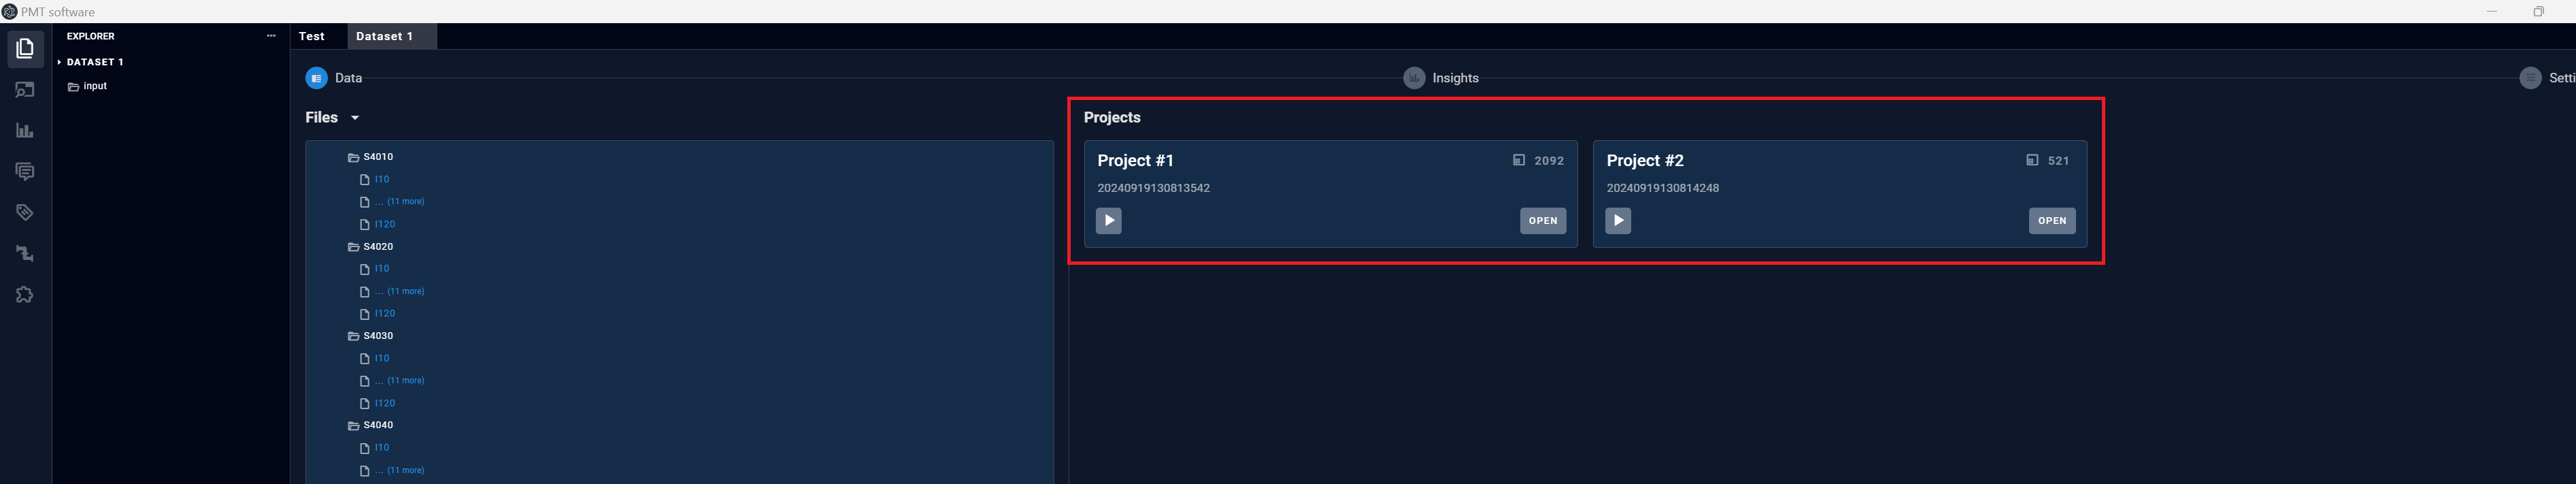 PMT software
EXPLORER
DATASET 1
input
Test
Dataset 1
Data
Insights
Setti
Files
S4010
I10
... (11 more)
I120
S4020
I10
... (11 more)
I120
S4030
I10
... (11 more)
I120
S4040
I10
... (11 more)
Projects
Project #1
2092
20240919130813542
OPEN
Project #2
521
20240919130814248
OPEN